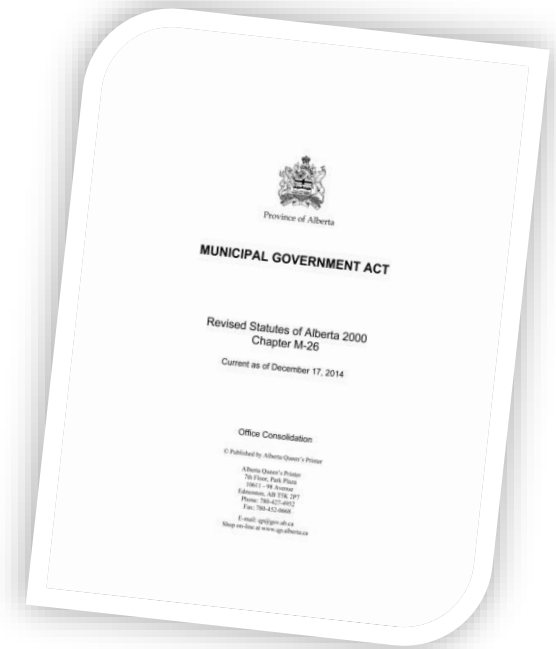 Province of Alberta
MUNICIPAL GOVERNMENT ACT
Revised Statutes of Alberta 2000
Chapter M-26
Current as of December 17, 2014
Office Consolidation
© Published by Alberta Queen's Printer
Alberta Queen's Printer
7th Floor, Park Plaza
10611 - 98 Avenue
Edmonton, AB T5K 2P7
Phone: 780-427-4952
Fax: 780-452-0668
E-mail: qp@gov.ab.ca
Shop on-line at www.qp.alberta.ca